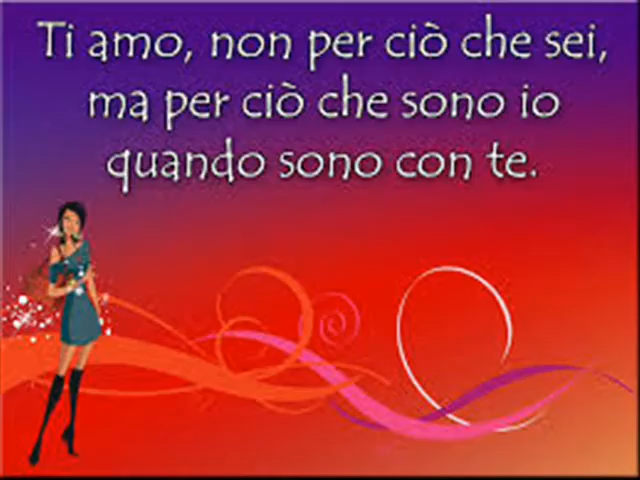 Ti amo, non per ciò che sei,
ma per ciò che sono io
quando sono con te.